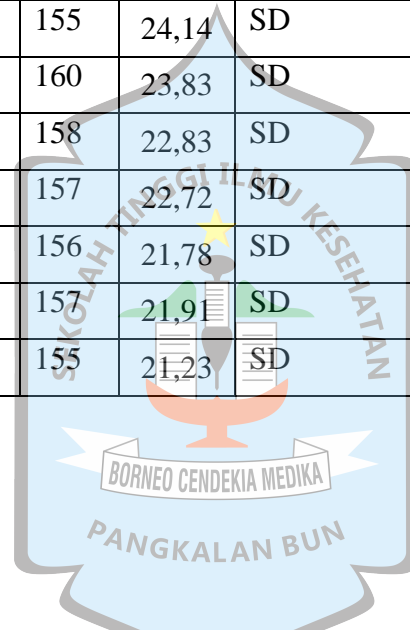 155 24,14 SD
160 23,83 SD
158 22,83 SD
157 22,72 SD
156 21,78 SD
157 21,91 SD
155 21,23 SD
SEKOLAH TINGGI ILMU KESEHATAN
BORNEO CENDEKIA MEDIKA
PANGKALAN BUN